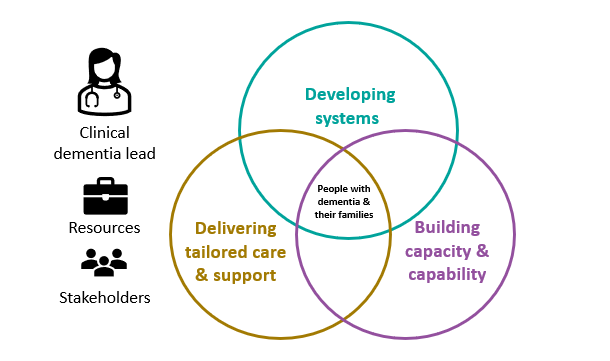 Clinical
dementia lead
Resources
Stakeholders
Developing
systems
People with
dementia &
their families
Delivering
tailored care
& support
Building
capacity &
capability